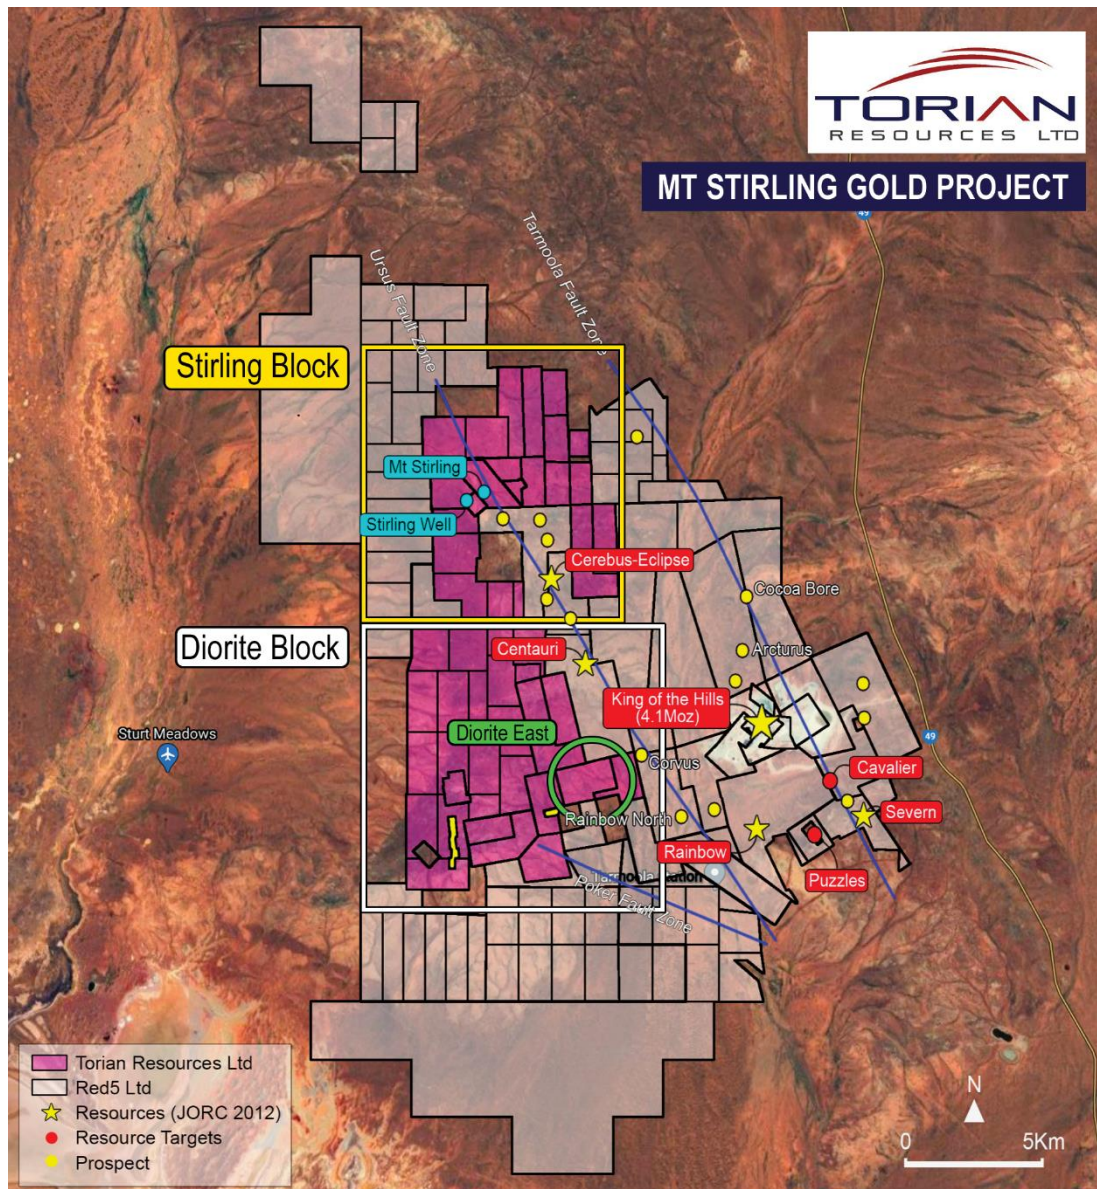 TORIAN
RESOURCES LTD
MT STIRLING GOLD PROJECT
49
Tarmoola Fault Zone
Ursus Fault Zone
Stirling Block
Mt Stirling
Stirling Well
Cerebus-Eclipse
Cocoa Bore
Diorite Block
Centauri
Arcturus
King of the Hills
(4.1Moz)
Diorite East
Sturt Meadows
49
Corvus
Cavalier
Rainbow North
Severn
Rainbow
Tarmoola Station
Puzzles
Poker Fault Zone
Torian Resources Ltd
Red5 Ltd
Resources (JORC 2012)
Resource Targets
Prospect
N
0 5Km